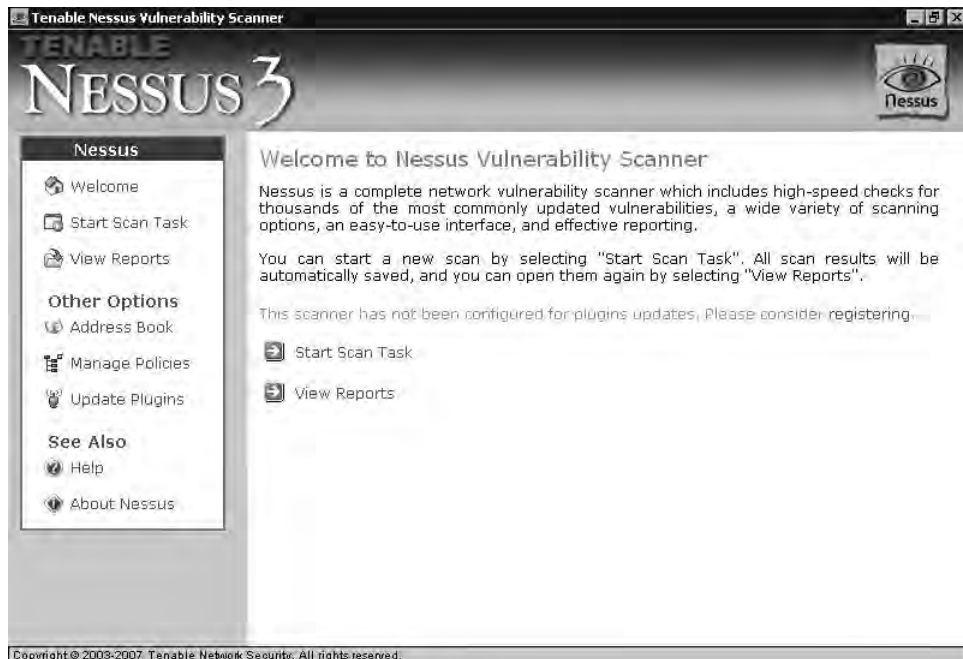 Tenable Nessus Vulnerability Scanner
TENABLE
NESSUS 3
Nessus
Nessus
Welcome
Start Scan Task
View Reports
Other Options
Address Book
Manage Policies
Update Plugins
See Also
Help
About Nessus
Welcome to Nessus Vulnerability Scanner
Nessus is a complete network vulnerability scanner which includes high-speed checks for
thousands of the most commonly updated vulnerabilities, a wide variety of scanning
options, an easy-to-use interface, and effective reporting.
You can start a new scan by selecting "Start Scan Task". All scan results will be
automatically saved, and you can open them again by selecting "View Reports".
This scanner has not been configured for plugins updates. Please consider registering.
Start Scan Task
View Reports
Copyright © 2003-2007 Tenable Network Security. All rights reserved.